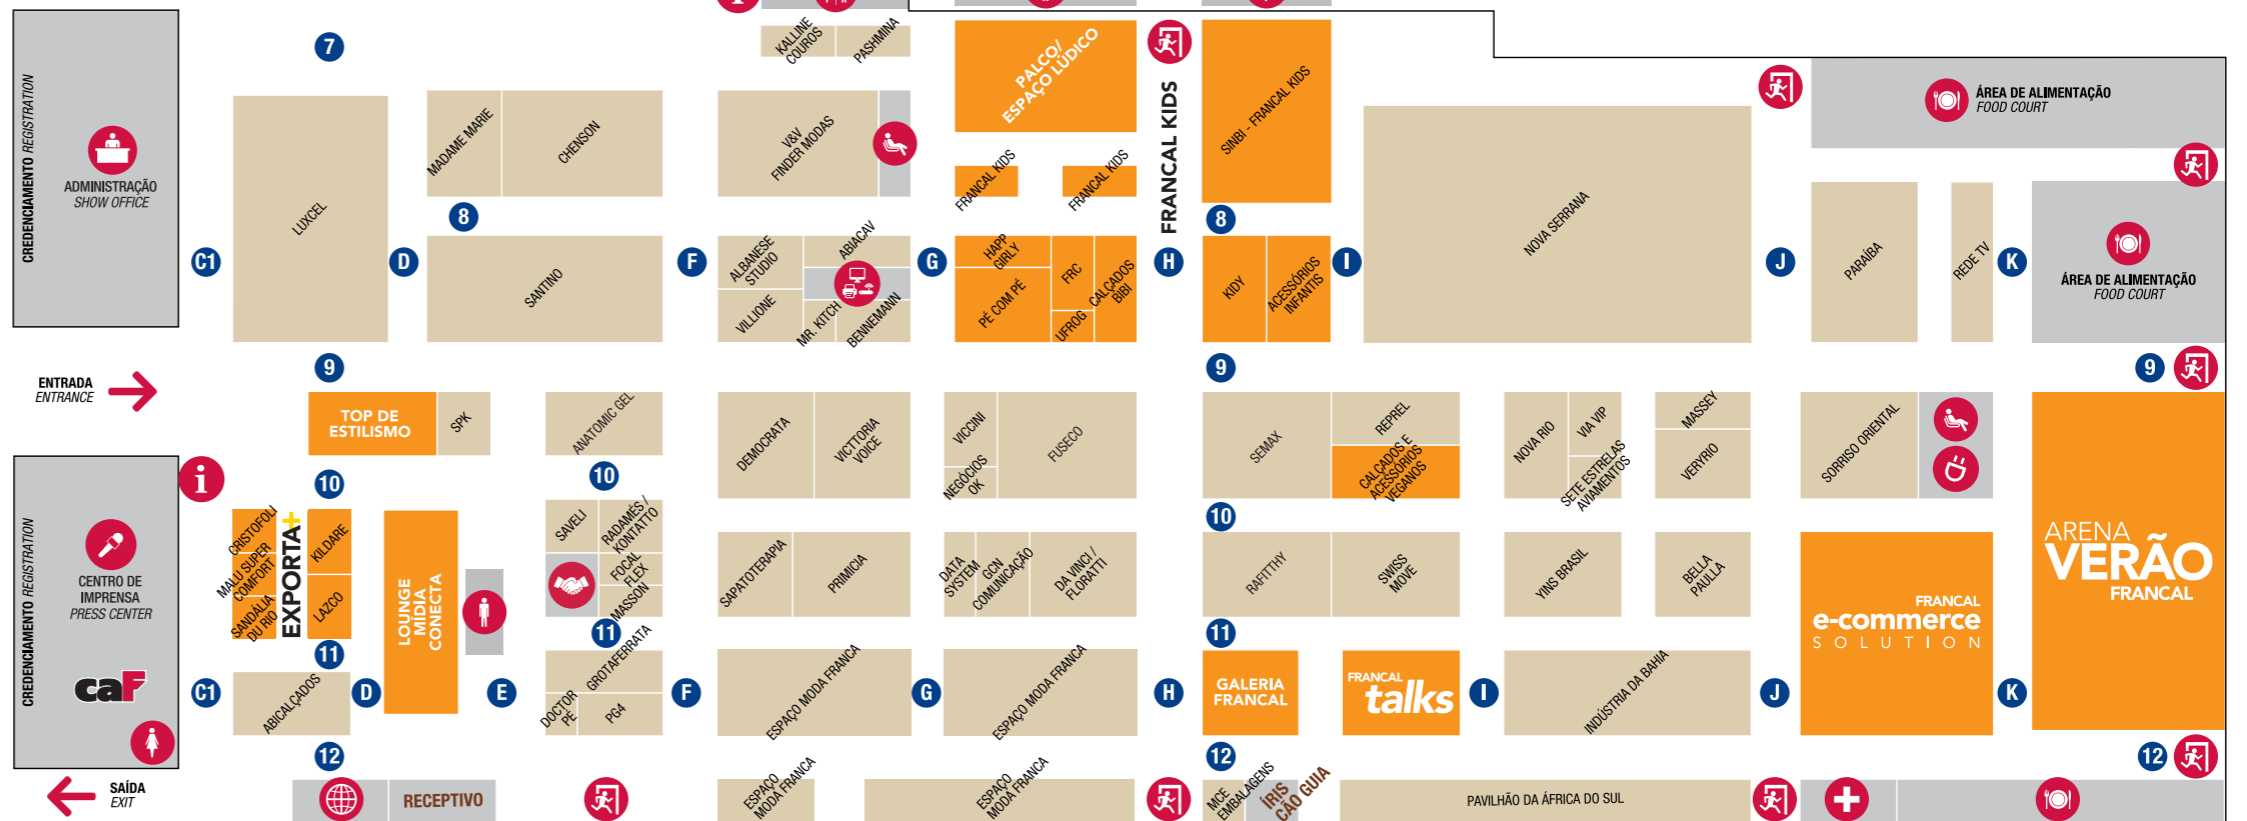 KALLINE
COUROS
PASHMINA
7
PALCO/
ESPAÇO LÚDICO
FRANCAL KIDS
SINBI - FRANCAL KIDS
ÁREA DE ALIMENTAÇÃO
FOOD COURT
CREDENCIAMENTO REGISTRATION
ADMINISTRAÇÃO
SHOW OFFICE
LUXCEL
MADAME MARIE
CHENSON
V&V
FINDER MODAS
FRANCAL KIDS
FRANCAL KIDS
NOVA SERRANA
PARAÍBA
REDE TV
ÁREA DE ALIMENTAÇÃO
FOOD COURT
8
8
C1
D
SANTINO
F
ALBANESE
STUDIO
ABIACAV
VILLIONE
MR. KITCH
BENNEMANN
G
HAPP
GIRLY
PÉ COM PÉ
FRC
UFROG
CALÇADOS
BIBI
H
KIDY
ACESSÓRIOS
INFANTIS
I
J
K
ENTRADA
ENTRANCE
9
9
9
TOP DE
ESTILISMO
SPK
ANATOMIC GEL
DEMOCRATA
VICTTORIA
VOICE
VICCINI
NEGÓCIOS
OK
FUSECO
SEMAX
REPREL
CALÇADOS E
ACESSÓRIOS
VEGANOS
NOVA RIO
VIA VIP
SETE ESTRELAS
AVIAMENTOS
MASSEY
VERYRIO
SORRISO ORIENTAL
i
10
10
10
CREDENCIAMENTO REGISTRATION
CENTRO DE
IMPRENSA
PRESS CENTER
caF
CRISTOFOLI
MALU SUPER
COMFORT
SANDÁLIA
DU RIO
EXPORTA+
KILDARE
LAZCO
LOUNGE
MÍDIA
CONECTA
SAVELI
RADAMÉS /
KONTATTO
FOCAL
FLEX
MASSON
SAPATOTERAPIA
PRIMICIA
DATA
SYSTEM
GCN
COMUNICAÇÃO
DA VINCI /
FLORATTI
RAFITTHY
SWISS
MOVE
YINS BRASIL
BELLA
PAULLA
FRANCAL
e-commerce
SOLUTION
ARENA
VERÃO
FRANCAL
11
11
11
C1
ABICALÇADOS
D
E
GROTAFERRATA
DOCTOR
PÉ
PG4
F
ESPAÇO MODA FRANCA
G
ESPAÇO MODA FRANCA
H
GALERIA
FRANCAL
FRANCAL
talks
I
INDÚSTRIA DA BAHIA
J
K
12
12
12
SAÍDA
EXIT
RECEPTIVO
ESPAÇO
MODA FRANCA
ESPAÇO
MODA FRANCA
MCE
EMBALAGENS
ÍRIS
CÃO GUIA
PAVILHÃO DA ÁFRICA DO SUL